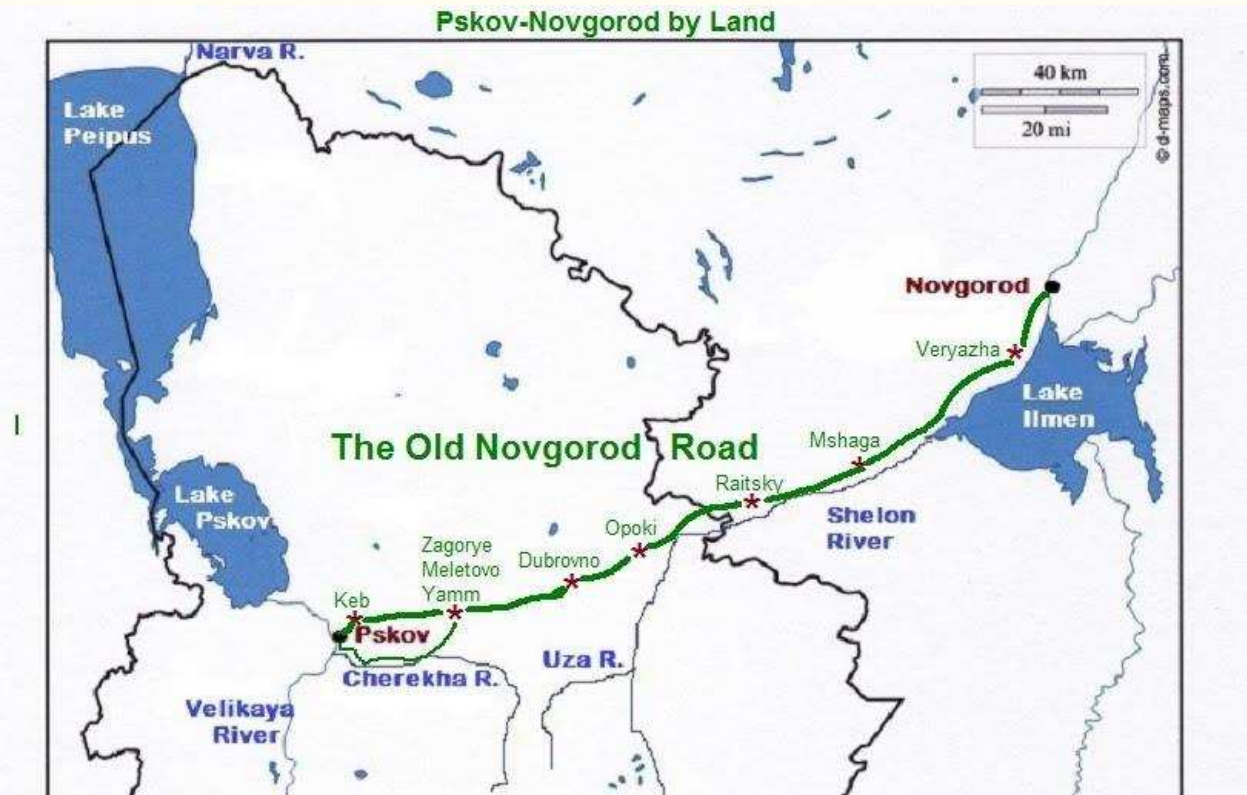 Pskov-Novgorod by Land
Narva R.
Lake
Peipus
40 km
20 mi
© d-maps.com
Novgorod
Veryazha
Lake
Ilmen
I
The Old Novgorod Road
Mshaga
Raitsky
Lake
Pskov
Shelon
River
Opoki
Zagorye
Meletovo
Yamm
Dubrovno
Keb
Pskov
Uza R.
Cherekha R.
Velikaya
River